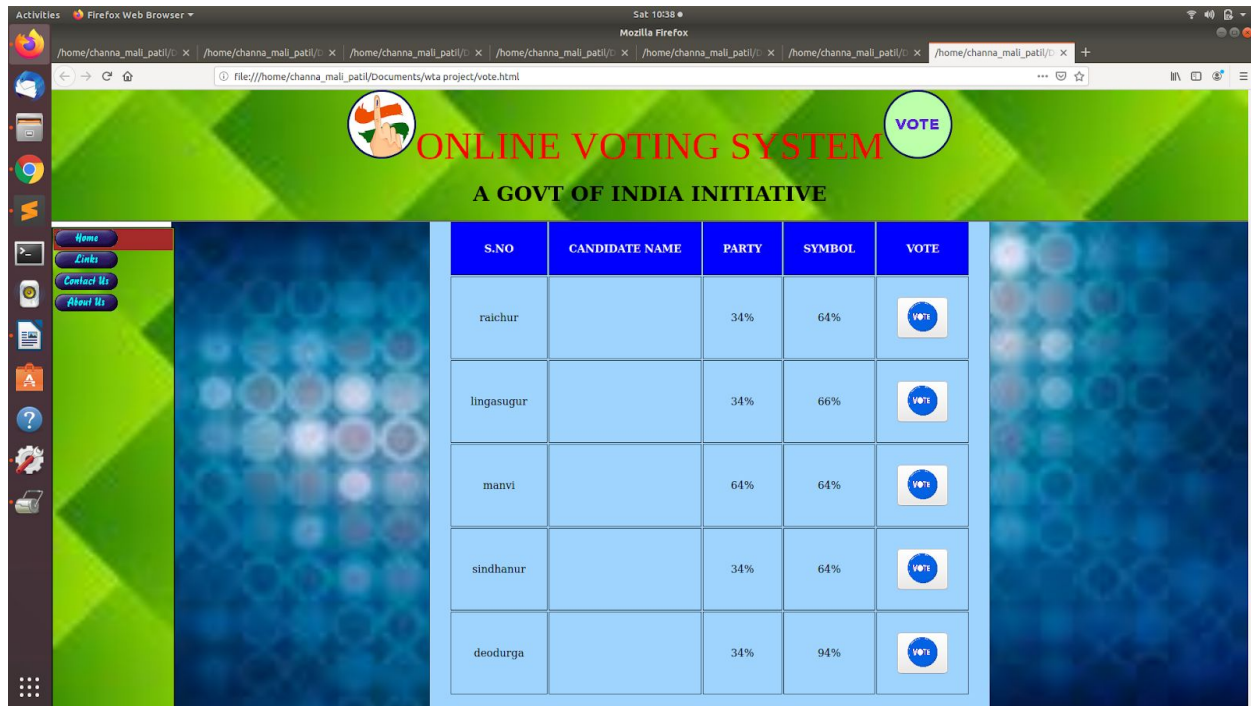 Activities Firefox Web Browser Sat 10:38
Mozilla Firefox
/home/channa_mali_patil/D /home/channa_mali_patil/D /home/channa_mali_patil/D /home/channa_mali_patil/D /home/channa_mali_patil/D /home/channa_mali_patil/D /home/channa_mali_patil/D
file:///home/channa_mali_patil/Documents/wta project/vote.html
ONLINE VOTING SYSTEM VOTE
A GOVT OF INDIA INITIATIVE
Home
Links
Contact Us
About Us
S.NO CANDIDATE NAME PARTY SYMBOL VOTE
raichur 34% 64% VOTE
lingasugur 34% 66% VOTE
manvi 64% 64% VOTE
sindhanur 34% 64% VOTE
deodurga 34% 94% VOTE